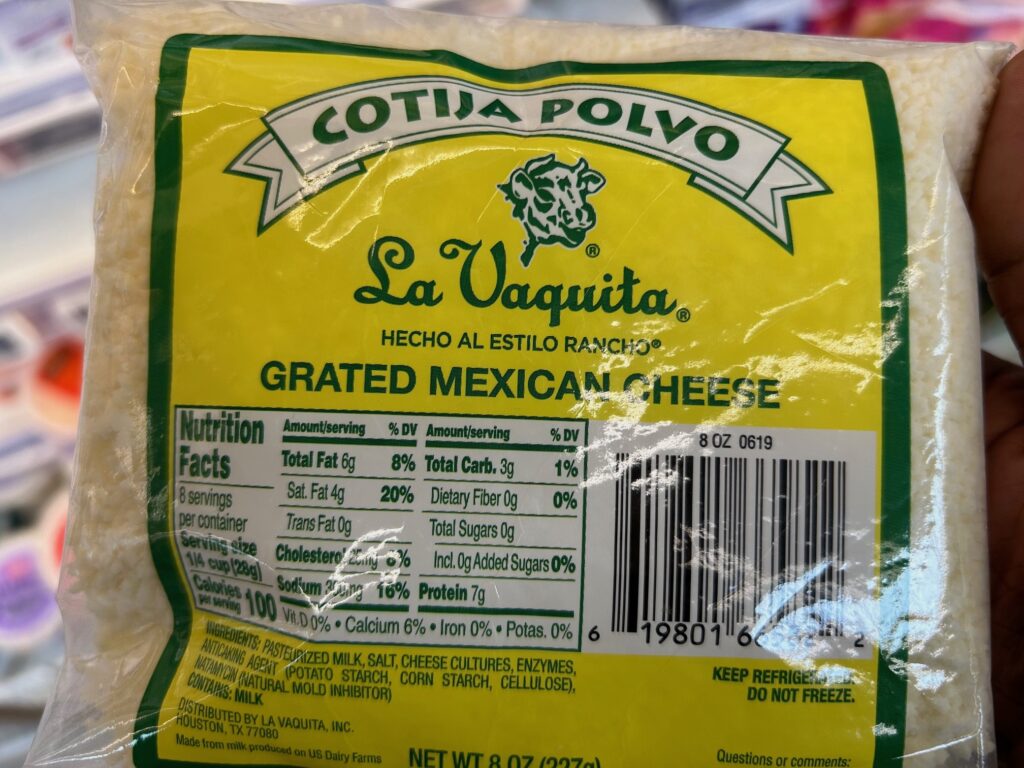 COTIJA POLVO
La Vaquita®
HECHO AL ESTILO RANCHO®
GRATED MEXICAN CHEESE
Nutrition Facts
8 servings
per container
Serving size
1/4 cup (28g)
Calories
per serving 100
Amount/serving % DV
Total Fat 6g 8%
Sat. Fat 4g 20%
Trans Fat 0g
Cholesterol
Sodium 16%
Amount/serving % DV
Total Carb. 3g 1%
Dietary Fiber 0g 0%
Total Sugars 0g
Incl. 0g Added Sugars 0%
Protein 7g
Vit.D 0% • Calcium 6% • Iron 0% • Potas. 0%
8 OZ 0619
6 19801 2
INGREDIENTS: PASTEURIZED MILK, SALT, CHEESE CULTURES, ENZYMES,
ANTICAKING AGENT (POTATO STARCH, CORN STARCH, CELLULOSE),
NATAMYCIN (NATURAL MOLD INHIBITOR)
CONTAINS: MILK
DISTRIBUTED BY LA VAQUITA, INC.
HOUSTON, TX 77080
Made from milk produced on US Dairy Farms
KEEP REFRIGERATED.
DO NOT FREEZE.
NET WT 8 OZ (227g)
Questions or comments: